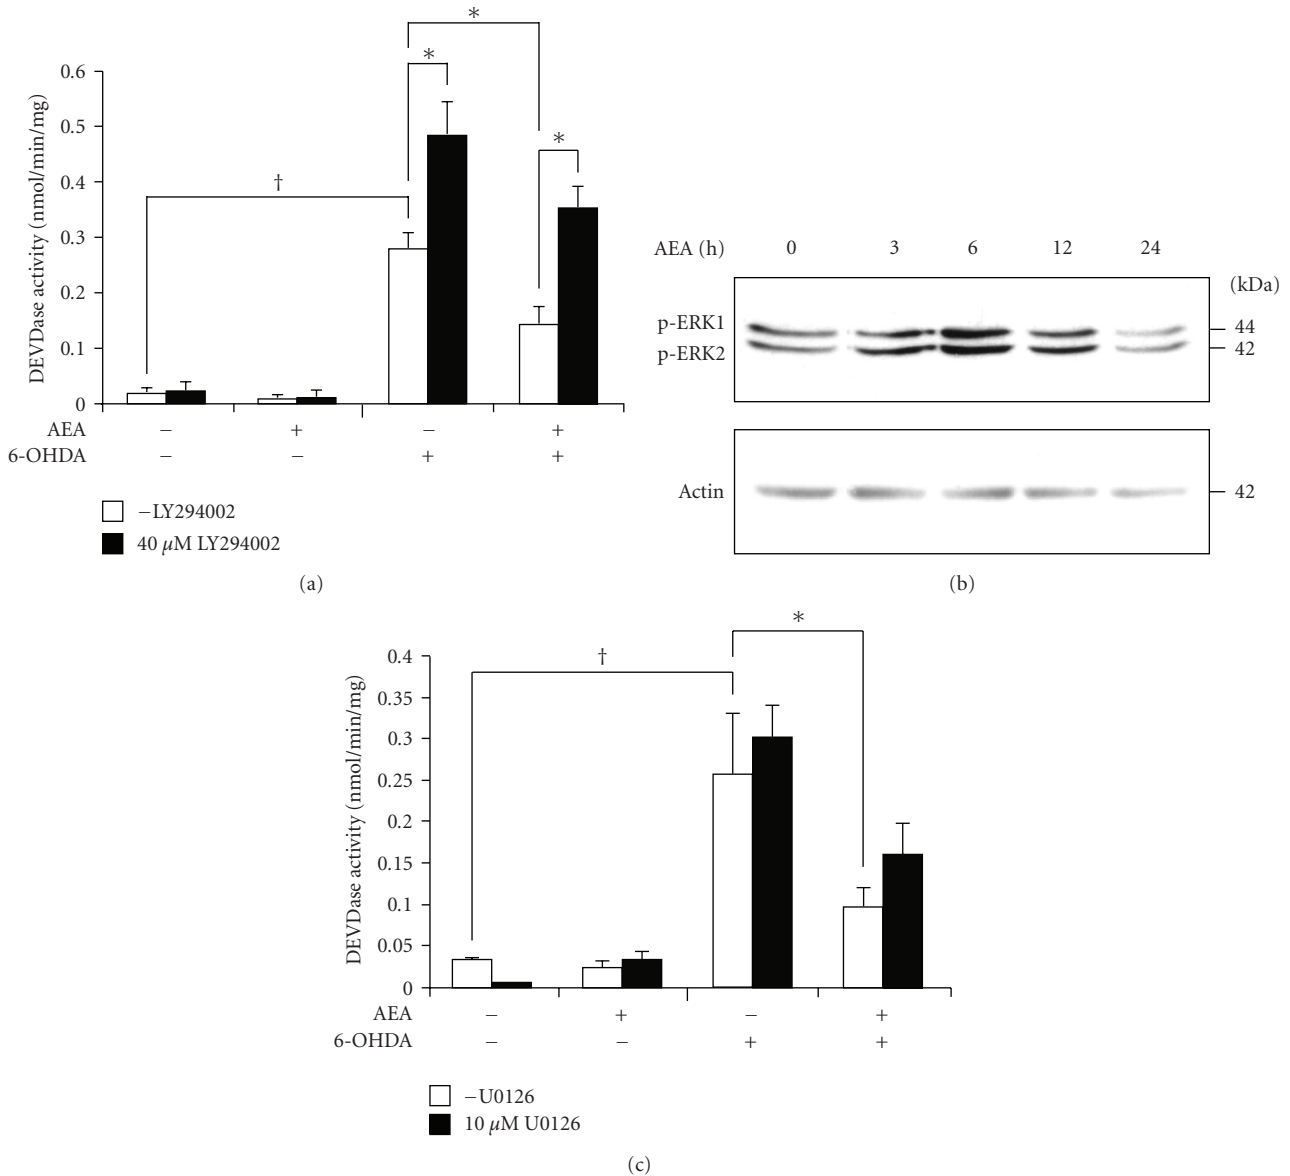 DEVDase activity (nmol/min/mg)
0.6
0.5
0.4
0.3
0.2
0.1
0
†
*
*
*
AEA − + − +
6-OHDA − − + +
−LY294002
40 µM LY294002
(a)
AEA (h) 0 3 6 12 24
(kDa)
p-ERK1 44
p-ERK2 42
Actin 42
(b)
DEVDase activity (nmol/min/mg)
0.4
0.35
0.3
0.25
0.2
0.15
0.1
0.05
0
†
*
AEA − + − +
6-OHDA − − + +
−U0126
10 µM U0126
(c)